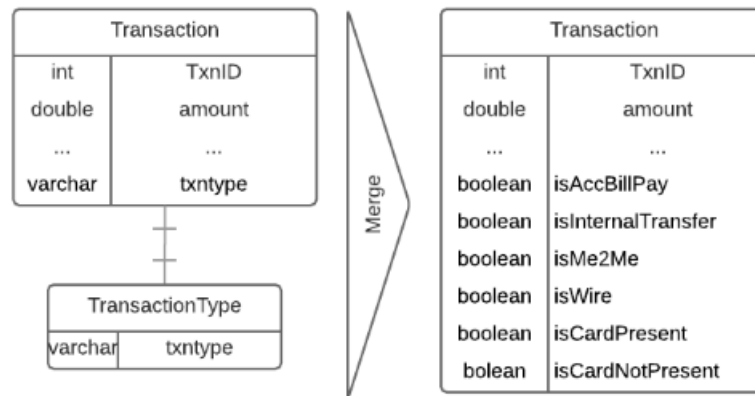 Transaction
int TxnID
double amount
... ...
varchar txntype
TransactionType
varchar txntype
Merge
Transaction
int TxnID
double amount
... ...
boolean isAccBillPay
boolean isInternalTransfer
boolean isMe2Me
boolean isWire
boolean isCardPresent
bolean isCardNotPresent